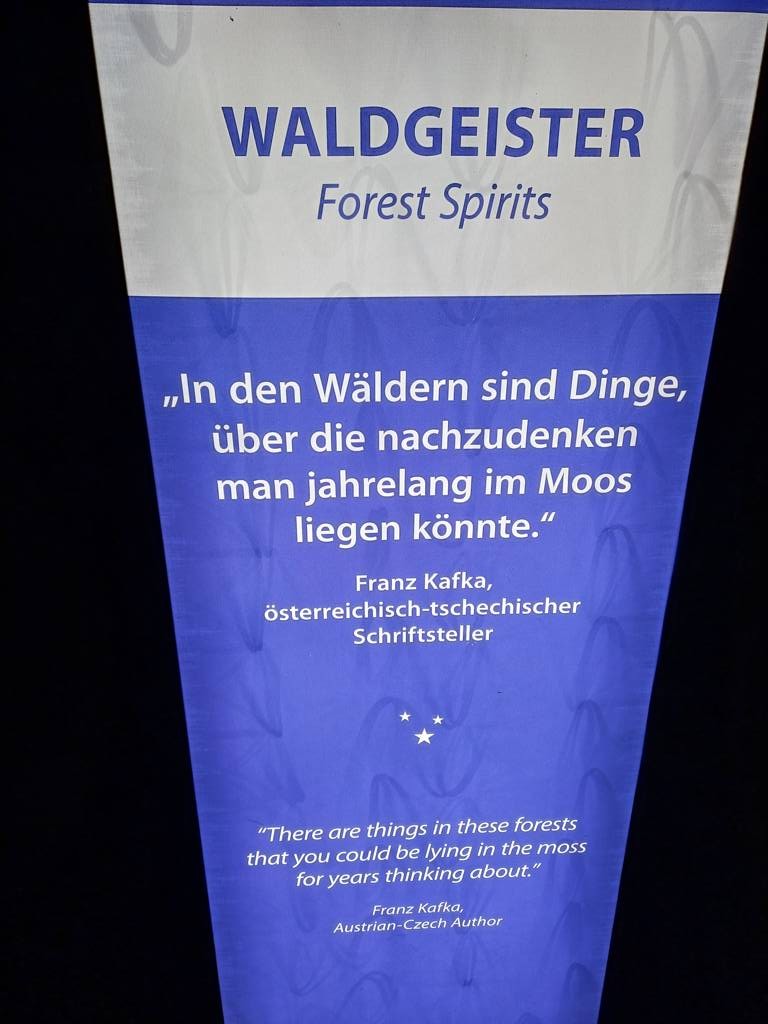 WALDGEISTER
Forest Spirits
„In den Wäldern sind Dinge,
über die nachzudenken
man jahrelang im Moos
liegen könnte.“
Franz Kafka,
österreichisch-tschechischer
Schriftsteller
“There are things in these forests
that you could be lying in the moss
for years thinking about.”
Franz Kafka,
Austrian-Czech Author